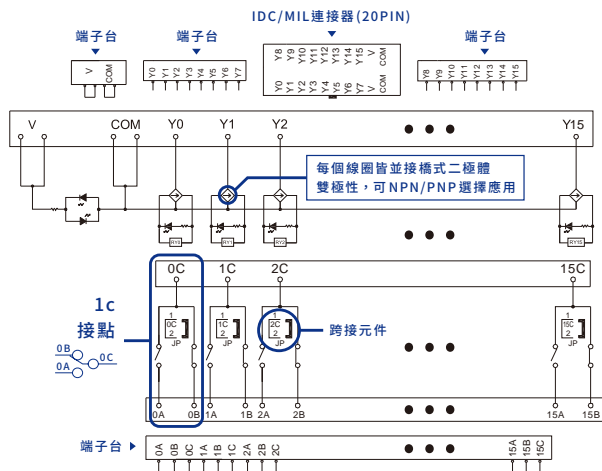 IDC/MIL連接器(20PIN)
端子台
端子台
端子台
V
COM
Y0
Y1
Y2
Y3
Y4
Y5
Y6
Y7
Y8
Y9
Y10
Y11
Y12
Y13
Y14
Y15
V
COM
Y0
Y1
Y2
Y3
Y4
Y5
Y6
Y7
V
COM
Y8
Y9
Y10
Y11
Y12
Y13
Y14
Y15
V COM Y0 Y1 Y2 Y15
每個線圈皆並接橋式二極體
雙極性，可NPN/PNP選擇應用
RY0 RY1 RY2 RY15
0C 1C 2C 15C
1c
接點
0B
0A
0C
1
0C
2
JP
1
1C
2
JP
1
2C
2
JP
1
15C
2
JP
跨接元件
0A 0B 1A 1B 2A 2B 15A 15B
端子台
0A
0B
0C
1A
1B
1C
2A
2B
2C
15A
15B
15C